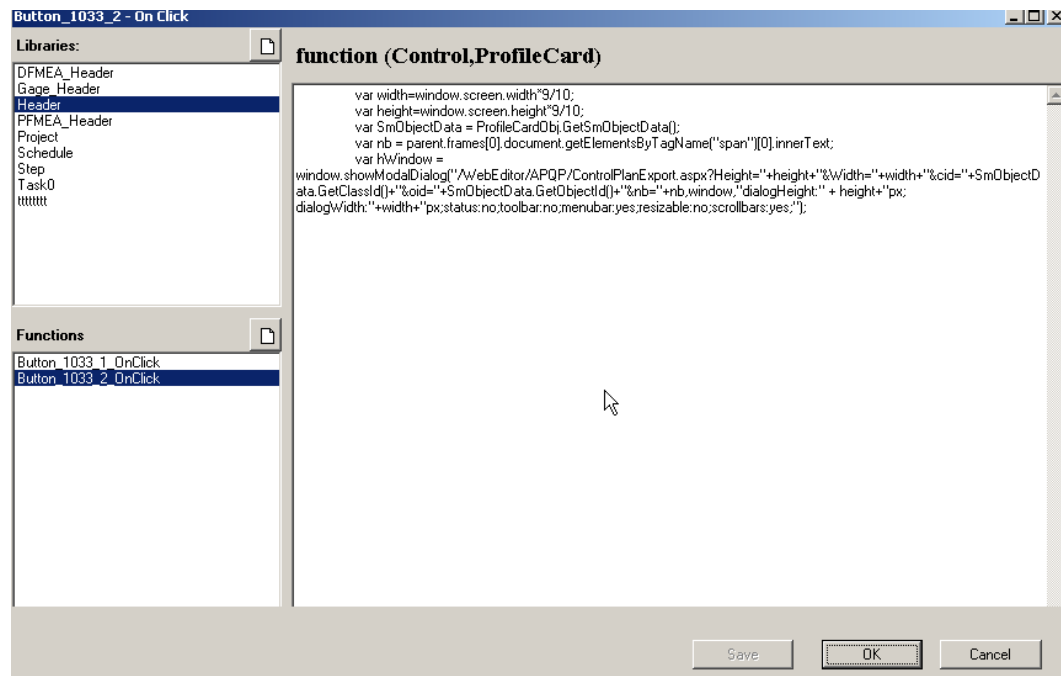 Button_1033_2 - On Click
Libraries:
DFMEA_Header
Gage_Header
Header
PFMEA_Header
Project
Schedule
Step
Task0
tttttttt
Functions
Button_1033_1_OnClick
Button_1033_2_OnClick
function (Control,ProfileCard)
var width=window.screen.width*9/10;
var height=window.screen.height*9/10;
var SmObjectData = ProfileCardObj.GetSmObjectData();
var nb = parent.frames[0].document.getElementsByTagName("span")[0].innerText;
var hWindow =
window.showModalDialog("/WebEditor/APQP/ControlPlanExport.aspx?Height="+height+"&Width="+width+"&cid="+SmObjectD
ata.GetClassId()+"&oid="+SmObjectData.GetObjectId()+"&nb="+nb,window,"dialogHeight:" + height+"px;
dialogWidth:"+width+"px;status:no;toolbar:no;menubar:yes;resizable:no;scrollbars:yes;");
Save
OK
Cancel